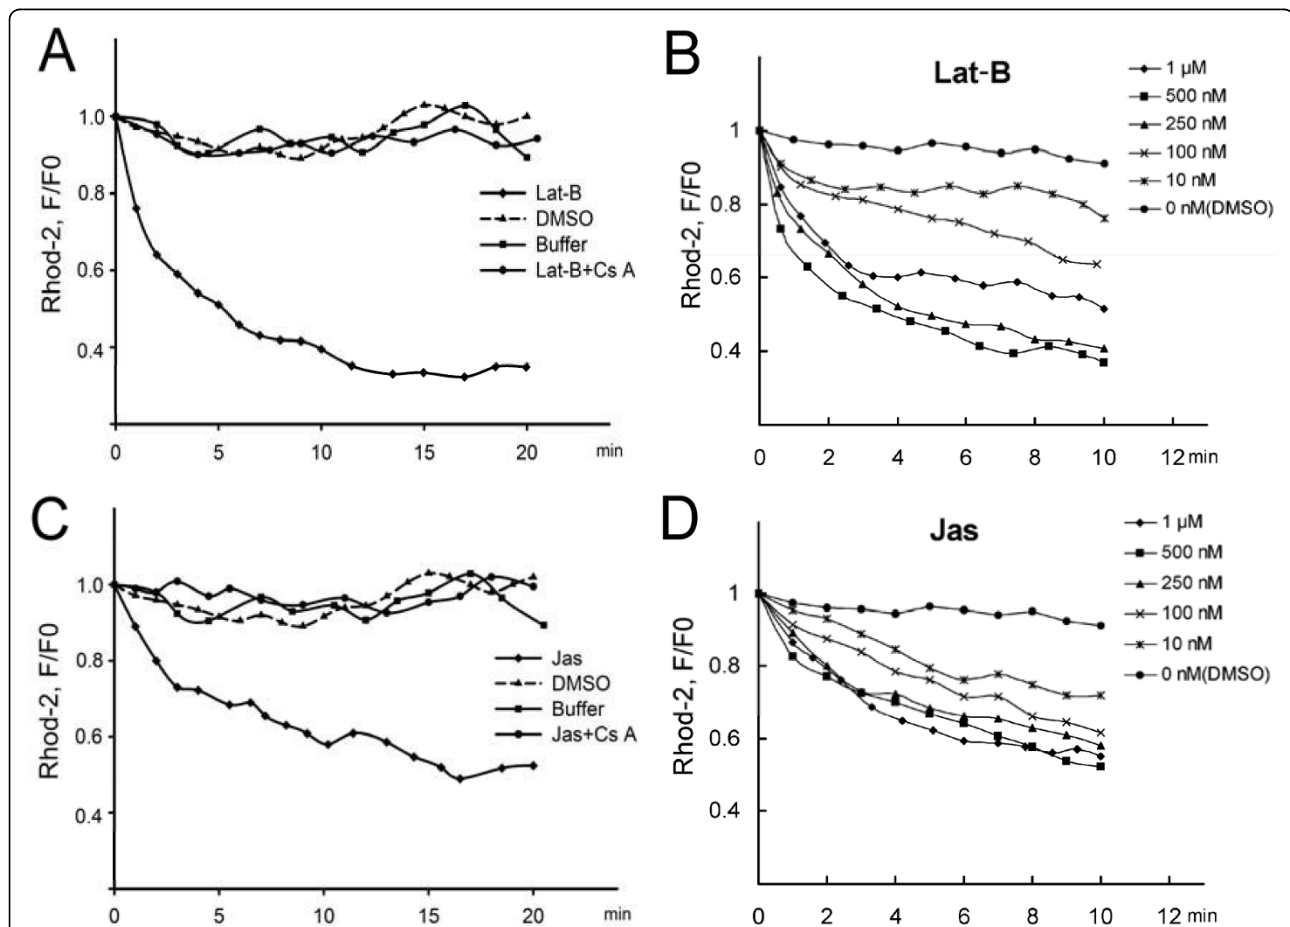 A
Rhod-2, F/F0
1.0
0.8
0.6
0.4
Lat-B
DMSO
Buffer
Lat-B+Cs A
0 5 10 15 20 min
B
Lat-B
Rhod-2, F/F0
1
0.8
0.6
0.4
1 µM
500 nM
250 nM
100 nM
10 nM
0 nM(DMSO)
0 2 4 6 8 10 12 min
C
Rhod-2, F/F0
1.0
0.8
0.6
0.4
Jas
DMSO
Buffer
Jas+Cs A
0 5 10 15 20 min
D
Jas
Rhod-2, F/F0
1
0.8
0.6
0.4
1 µM
500 nM
250 nM
100 nM
10 nM
0 nM(DMSO)
0 2 4 6 8 10 12 min